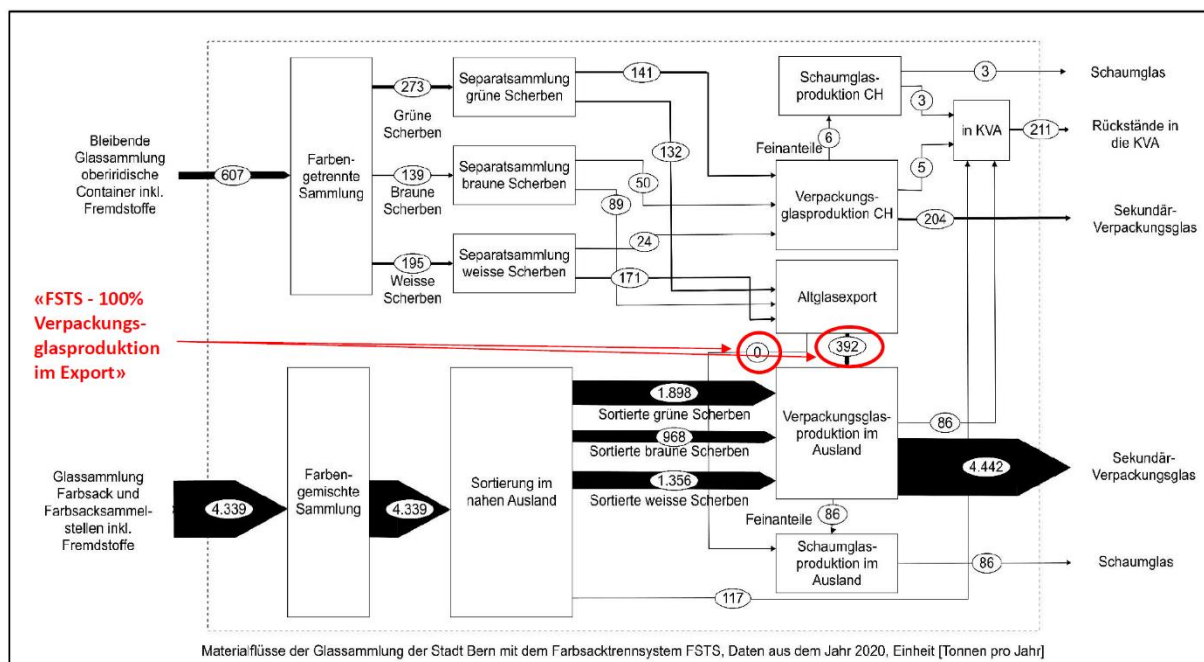 Bleibende
Glassammlung
oberiridische
Container inkl.
Fremdstoffe
607
Farben-
getrennte
Sammlung
273
Grüne
Scherben
139
Braune
Scherben
195
Weisse
Scherben
Separatsammlung
grüne Scherben
Separatsammlung
braune Scherben
Separatsammlung
weisse Scherben
141
132
50
89
24
171
Schaumglas-
produktion CH
3
Schaumglas
3
6
Feinanteile
in KVA
211
Rückstände in
die KVA
5
Verpackungs-
glasproduktion CH
204
Sekundär-
Verpackungsglas
Altglasexport
«FSTS - 100%
Verpackungs-
glasproduktion
im Export»
0
392
Glassammlung
Farbsack und
Farbsacksammel-
stellen inkl.
Fremdstoffe
4.339
Farben-
gemischte
Sammlung
4.339
Sortierung im
nahen Ausland
1.898
Sortierte grüne Scherben
968
Sortierte braune Scherben
1.356
Sortierte weisse Scherben
Verpackungsglas-
produktion im
Ausland
86
4.442
Sekundär-
Verpackungsglas
Feinanteile
86
Schaumglas-
produktion im
Ausland
86
Schaumglas
117
Materialflüsse der Glassammlung der Stadt Bern mit dem Farbsacktrennsystem FSTS, Daten aus dem Jahr 2020, Einheit [Tonnen pro Jahr]